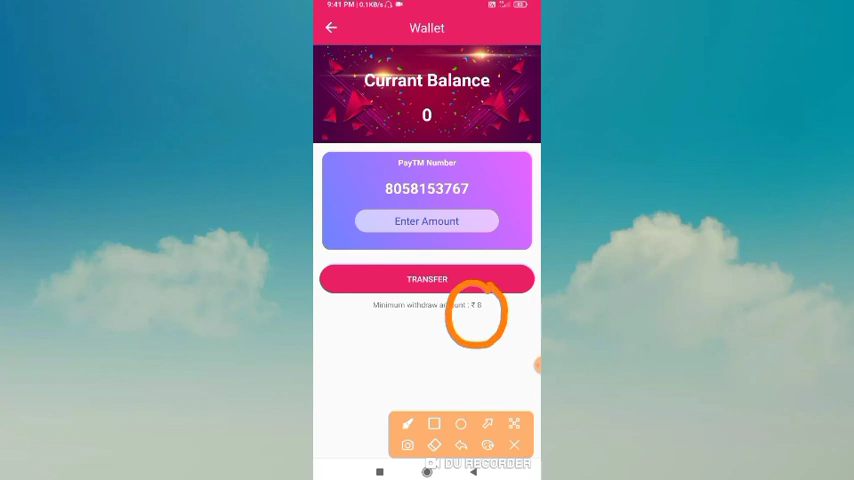 9:41 PM | 0.1KB/s
Wallet
Currant Balance
0
PayTM Number
8058153767
Enter Amount
TRANSFER
Minimum withdraw amount : ₹ 8
DU RECORDER